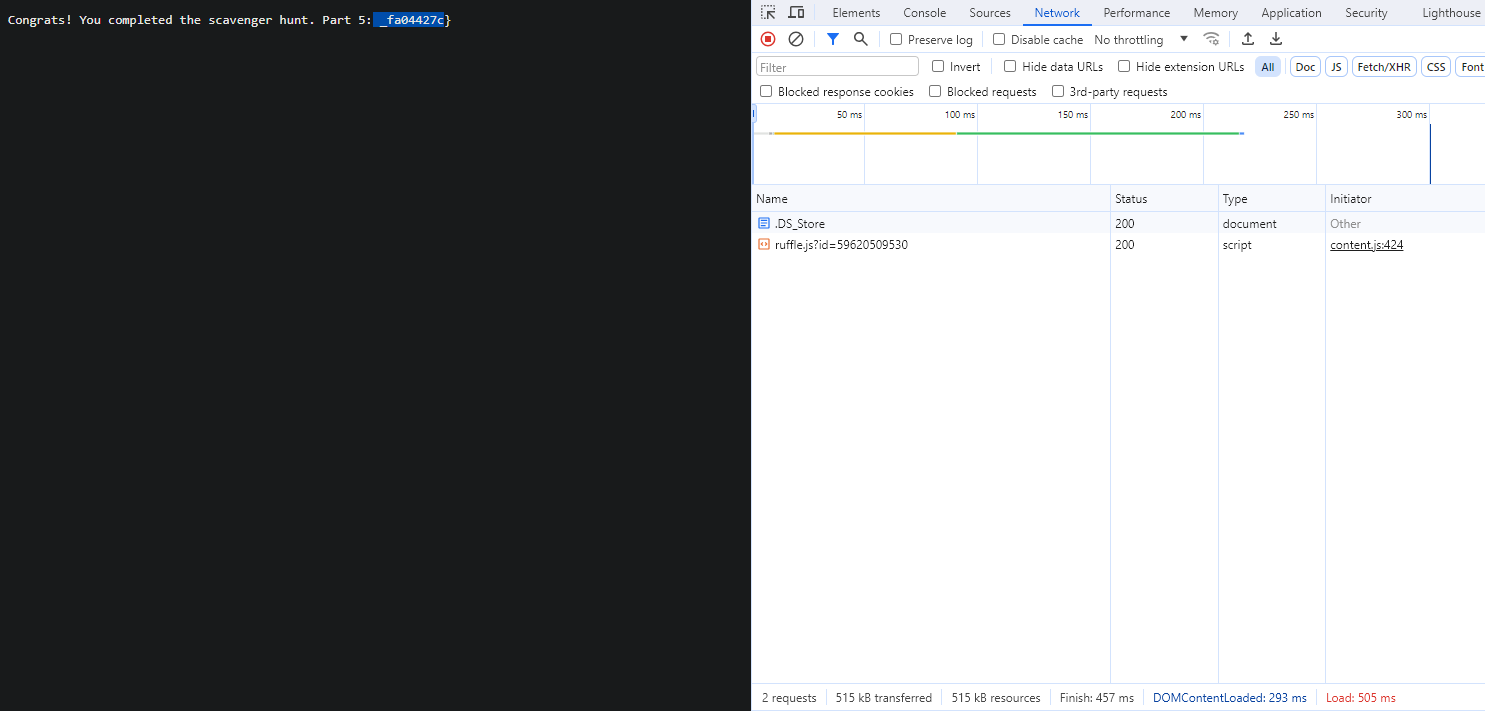 Congrats! You completed the scavenger hunt. Part 5: _fa04427c}
Elements Console Sources Network Performance Memory Application Security Lighthouse
Preserve log Disable cache No throttling
Filter Invert Hide data URLs Hide extension URLs All Doc JS Fetch/XHR CSS Font
Blocked response cookies Blocked requests 3rd-party requests
50 ms 100 ms 150 ms 200 ms 250 ms 300 ms
Name Status Type Initiator
.DS_Store 200 document Other
ruffle.js?id=59620509530 200 script content.js:424
2 requests 515 kB transferred 515 kB resources Finish: 457 ms DOMContentLoaded: 293 ms Load: 505 ms